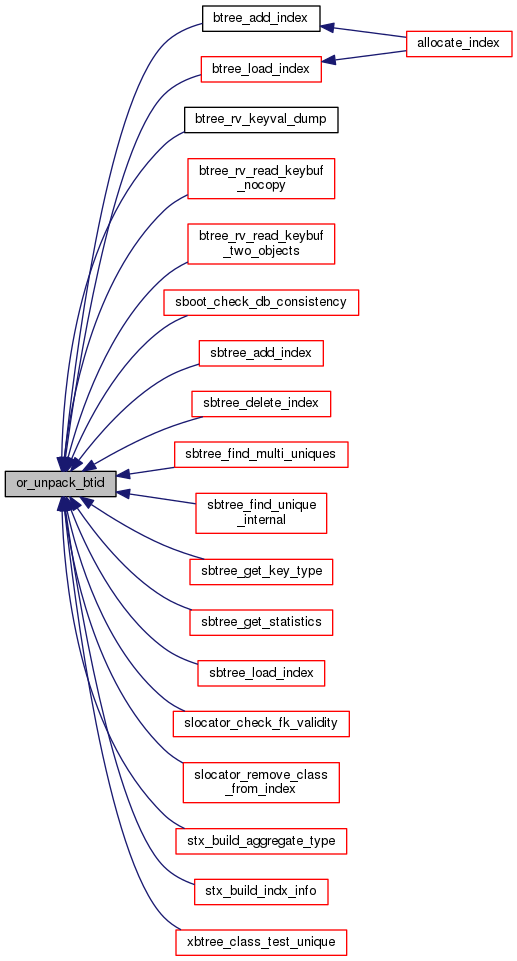 btree_add_index
allocate_index
btree_load_index
btree_rv_keyval_dump
btree_rv_read_keybuf
_nocopy
btree_rv_read_keybuf
_two_objects
sboot_check_db_consistency
sbtree_add_index
sbtree_delete_index
sbtree_find_multi_uniques
or_unpack_btid
sbtree_find_unique
_internal
sbtree_get_key_type
sbtree_get_statistics
sbtree_load_index
slocator_check_fk_validity
slocator_remove_class
_from_index
stx_build_aggregate_type
stx_build_indx_info
xbtree_class_test_unique